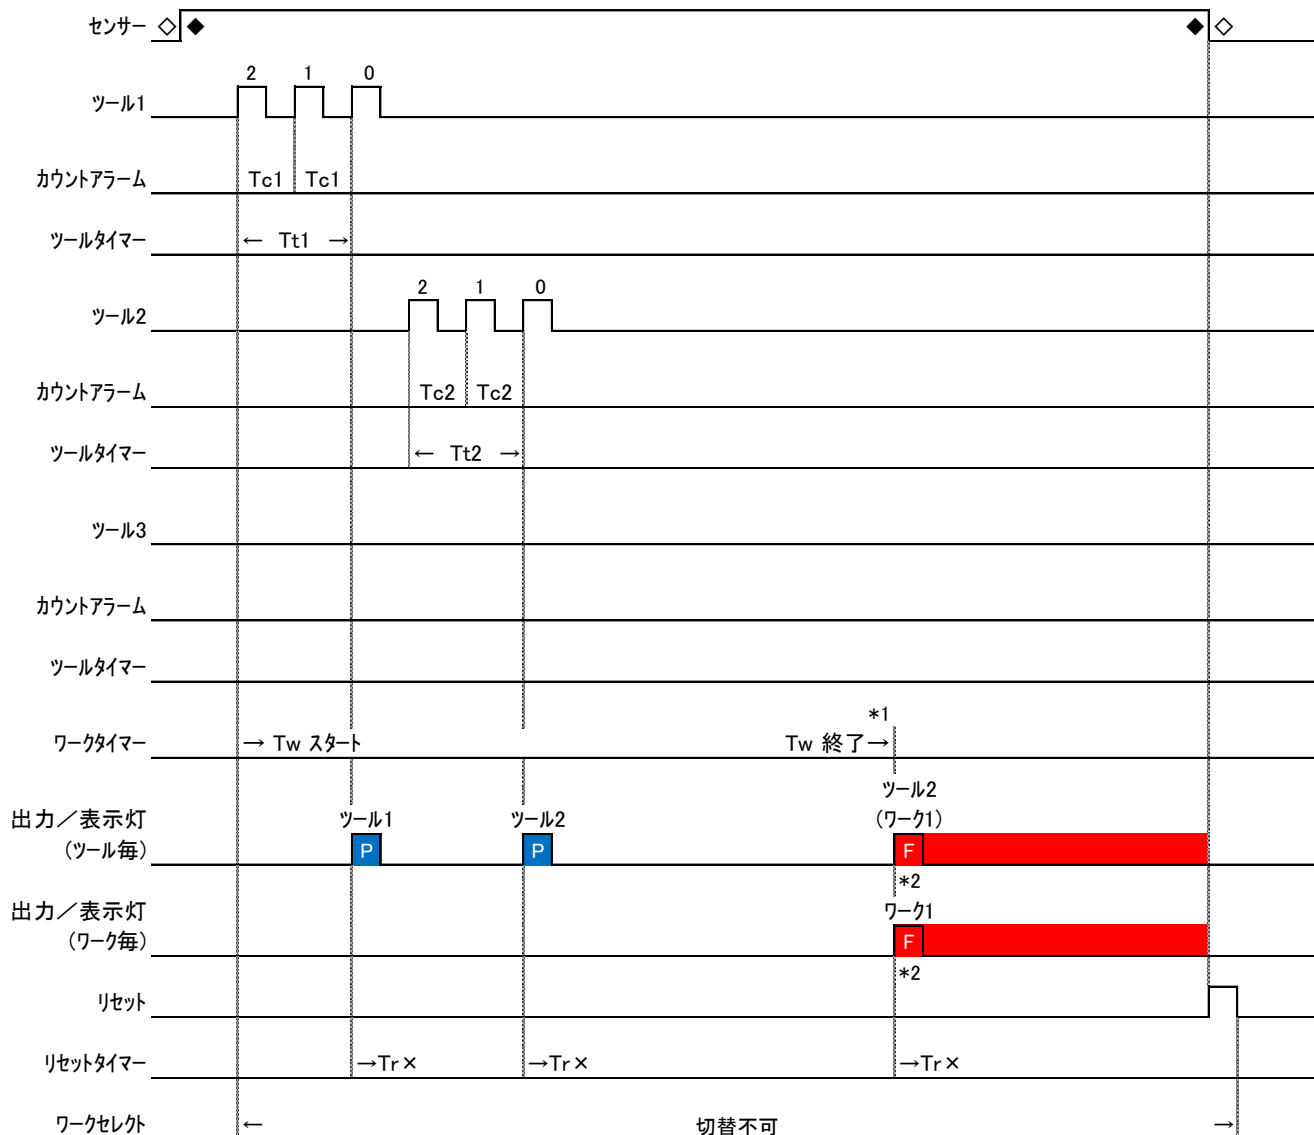 センサー ◇ ◆ ◆ ◇
2 1 0
ツール1
カウントアラーム Tc1 Tc1
ツールタイマー ← Tt1 →
2 1 0
ツール2
カウントアラーム Tc2 Tc2
ツールタイマー ← Tt2 →
ツール3
カウントアラーム
ツールタイマー
*1
ワークタイマー → Tw スタート Tw 終了→
ツール2
出力／表示灯 ツール1 ツール2 (ワーク1)
(ツール毎) P P F
*2
出力／表示灯 ワーク1
(ワーク毎) F
*2
リセット
リセットタイマー →Tr× →Tr× →Tr×
ワークセレクト ← 切替不可 →